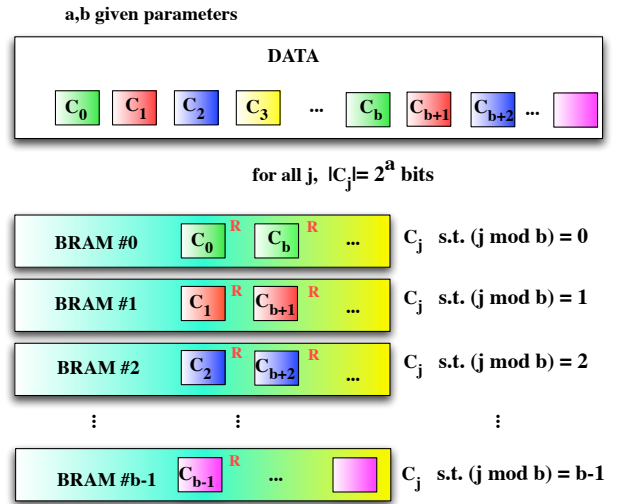 a,b given parameters
DATA
C0 C1 C2 C3 ... Cb Cb+1 Cb+2 ...
for all j, |Cj|= 2^a bits
BRAM #0 C0 R Cb R ... Cj s.t. (j mod b) = 0
BRAM #1 C1 R Cb+1 R ... Cj s.t. (j mod b) = 1
BRAM #2 C2 R Cb+2 R ... Cj s.t. (j mod b) = 2
⋮ ⋮ ⋮
BRAM #b-1 Cb-1 R ... Cj s.t. (j mod b) = b-1